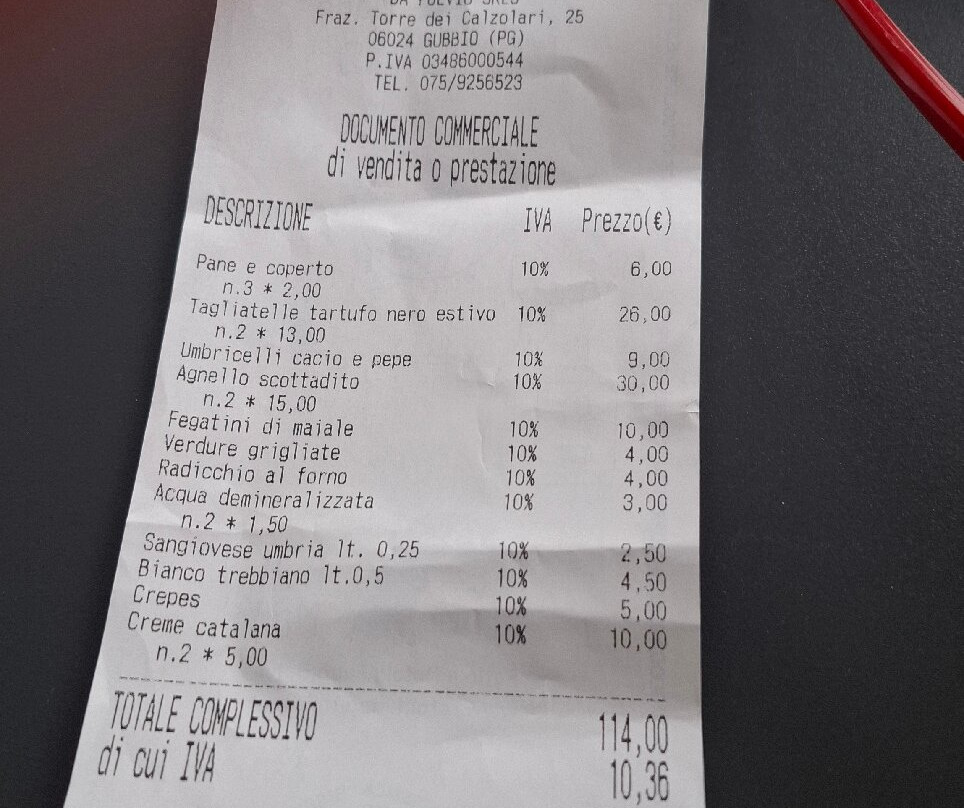 Fraz. Torre dei Calzolari, 25
06024 GUBBIO (PG)
P.IVA 03486000544
TEL. 075/9256523
DOCUMENTO COMMERCIALE
di vendita o prestazione
DESCRIZIONE IVA Prezzo(€)
Pane e coperto 10% 6,00
n.3 * 2,00
Tagliatelle tartufo nero estivo 10% 26,00
n.2 * 13,00
Umbricelli cacio e pepe 10% 9,00
Agnello scottadito 10% 30,00
n.2 * 15,00
Fegatini di maiale 10% 10,00
Verdure grigliate 10% 4,00
Radicchio al forno 10% 4,00
Acqua demineralizzata 10% 3,00
n.2 * 1,50
Sangiovese umbria lt. 0,25 10% 2,50
Bianco trebbiano lt.0,5 10% 4,50
Crepes 10% 5,00
Creme catalana 10% 10,00
n.2 * 5,00
TOTALE COMPLESSIVO 114,00
di cui IVA 10,36